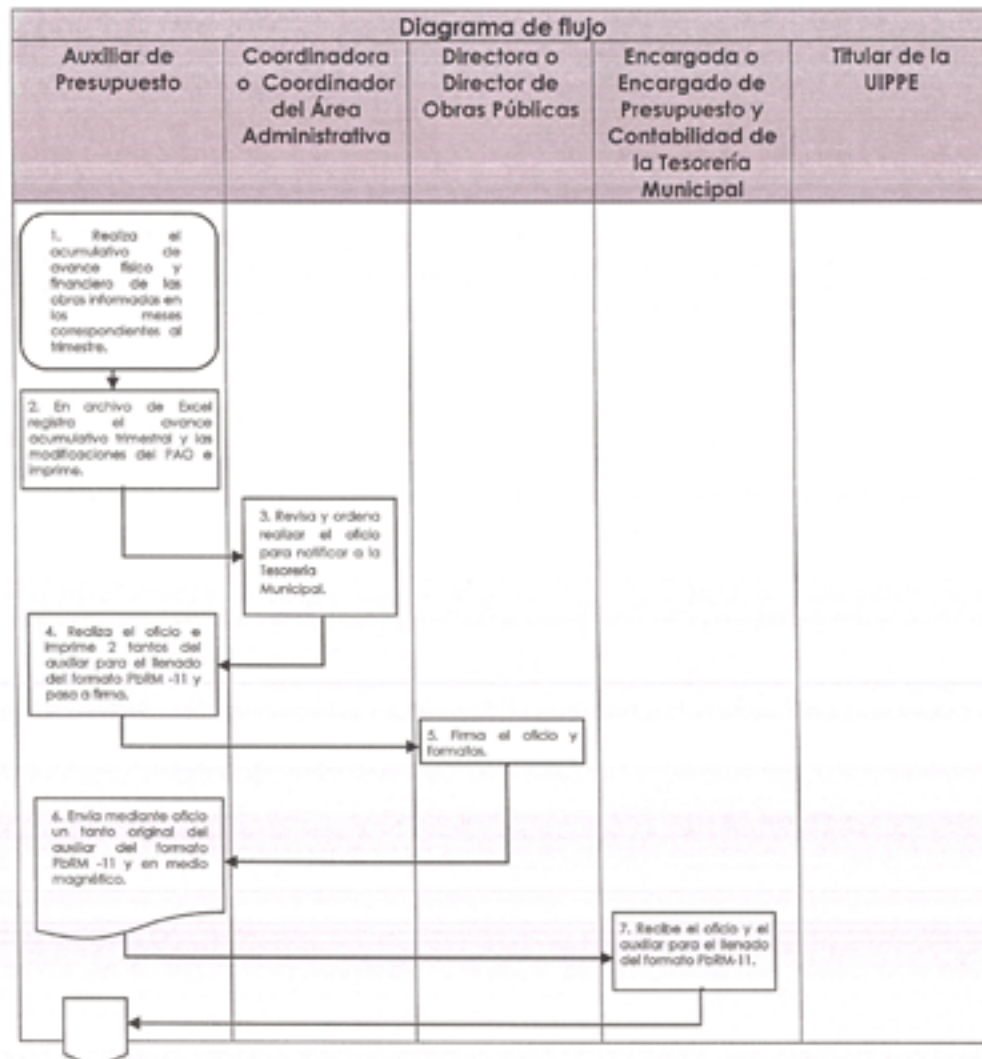 Diagrama de flujo
Auxiliar de
Presupuesto
Coordinadora
o Coordinador
del Área
Administrativa
Directora o
Director de
Obras Públicas
Encargada o
Encargado de
Presupuesto y
Contabilidad de
la Tesorería
Municipal
Titular de la
UIPPE
1. Realiza el
acumulativo de
avance físico y
financiero de las
obras informadas en
los meses
correspondientes al
trimestre.
2. En archivo de Excel
registra el avance
acumulativo trimestral y las
modificaciones del PAO e
imprime.
3. Revisa y ordena
realizar el oficio
para notificar a la
Tesorería
Municipal.
4. Realiza el oficio e
imprime 2 tantos del
auxiliar para el llenado
del formato PbRM -11 y
pasa a firma.
5. Firma el oficio y
formatos.
6. Envía mediante oficio
un tanto original del
auxiliar del formato
PbRM -11 y en medio
magnético.
7. Recibe el oficio y el
auxiliar para el llenado
del formato PbRM-11.